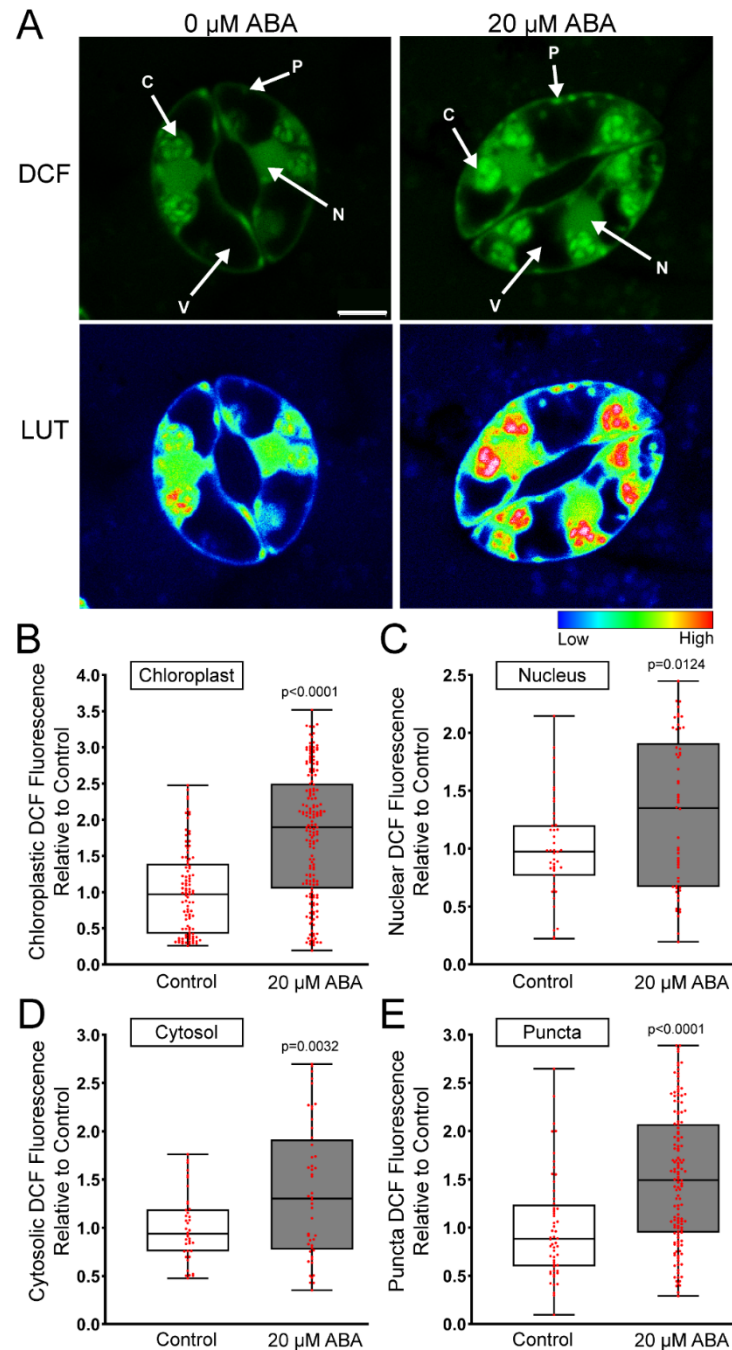 A
0 µM ABA
20 µM ABA
DCF
C
P
N
V
P
C
N
V
LUT
Low
High
B
Chloroplast
p<0.0001
Chloroplastic DCF Fluorescence
Relative to Control
4.0
3.5
3.0
2.5
2.0
1.5
1.0
0.5
0.0
Control
20 µM ABA
C
Nucleus
p=0.0124
Nuclear DCF Fluorescence
Relative to Control
2.5
2.0
1.5
1.0
0.5
0.0
Control
20 µM ABA
D
Cytosol
p=0.0032
Cytosolic DCF Fluorescence
Relative to Control
3.0
2.5
2.0
1.5
1.0
0.5
0.0
Control
20 µM ABA
E
Puncta
p<0.0001
Puncta DCF Fluorescence
Relative to Control
3.0
2.5
2.0
1.5
1.0
0.5
0.0
Control
20 µM ABA